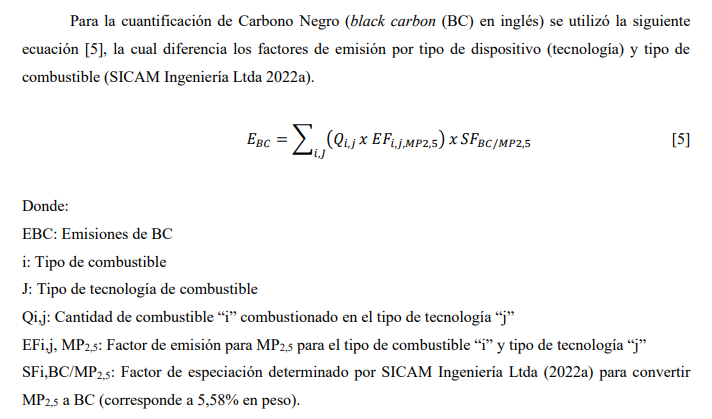 Para la cuantificación de Carbono Negro (black carbon (BC) en inglés) se utilizó la siguiente
ecuación [5], la cual diferencia los factores de emisión por tipo de dispositivo (tecnología) y tipo de
combustible (SICAM Ingeniería Ltda 2022a).
E_BC = ∑_i,J (Q_i,j x EF_i,j,MP2,5) x SF_BC/MP2,5 [5]
Donde:
EBC: Emisiones de BC
i: Tipo de combustible
J: Tipo de tecnología de combustible
Qi,j: Cantidad de combustible “i” combustionado en el tipo de tecnología “j”
EFi,j, MP₂,₅: Factor de emisión para MP₂,₅ para el tipo de combustible “i” y tipo de tecnología “j”
SFi,BC/MP₂,₅: Factor de especiación determinado por SICAM Ingeniería Ltda (2022a) para convertir
MP₂,₅ a BC (corresponde a 5,58% en peso).